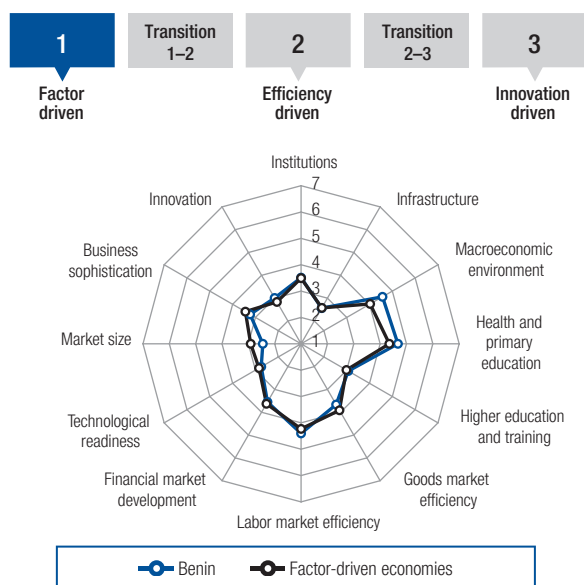 1
Transition
1–2
2
Transition
2–3
3
Factor
driven
Efficiency
driven
Innovation
driven
Institutions
Infrastructure
Macroeconomic
environment
Health and
primary
education
Higher education
and training
Goods market
efficiency
Labor market efficiency
Financial market
development
Technological
readiness
Market size
Business
sophistication
Innovation
7
6
5
4
3
2
1
Benin
Factor-driven economies